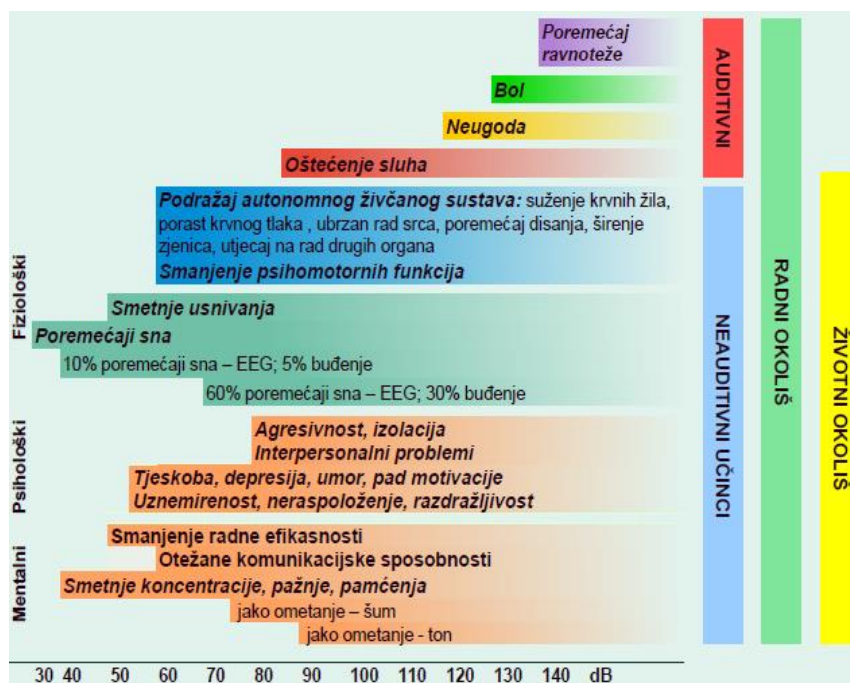 Poremećaj
ravnoteže
Bol
Neugoda
Oštećenje sluha
Podražaj autonomnog živčanog sustava: suženje krvnih žila,
porast krvnog tlaka , ubrzan rad srca, poremećaj disanja, širenje
zjenica, utjecaj na rad drugih organa
Smanjenje psihomotornih funkcija
Smetnje usnivanja
Poremećaji sna
10% poremećaji sna – EEG; 5% buđenje
60% poremećaji sna – EEG; 30% buđenje
Agresivnost, izolacija
Interpersonalni problemi
Tjeskoba, depresija, umor, pad motivacije
Uznemirenost, neraspoloženje, razdražljivost
Smanjenje radne efikasnosti
Otežane komunikacijske sposobnosti
Smetnje koncentracije, pažnje, pamćenja
jako ometanje – šum
jako ometanje - ton
Fiziološki
Psihološki
Mentalni
AUDITIVNI
NEAUDITIVNI UČINCI
RADNI OKOLIŠ
ŽIVOTNI OKOLIŠ
30 40 50 60 70 80 90 100 110 120 130 140 dB